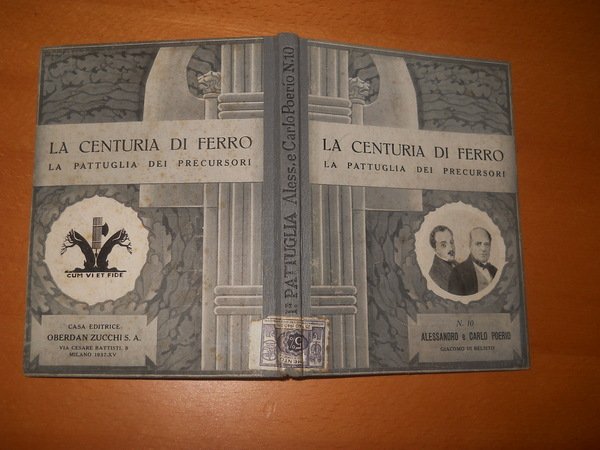 LA CENTURIA DI FERRO
LA PATTUGLIA DEI PRECURSORI
CUM VI ET FIDE
CASA EDITRICE:
OBERDAN ZUCCHI S. A.
VIA CESARE BATTISTI, 8
MILANO 1937-XV
PATTUGLIA Aless. e Carlo Poerio N. 10
LA CENTURIA DI FERRO
LA PATTUGLIA DEI PRECURSORI
N. 10
ALESSANDRO e CARLO POERIO
GIACOMO DI BELSITO